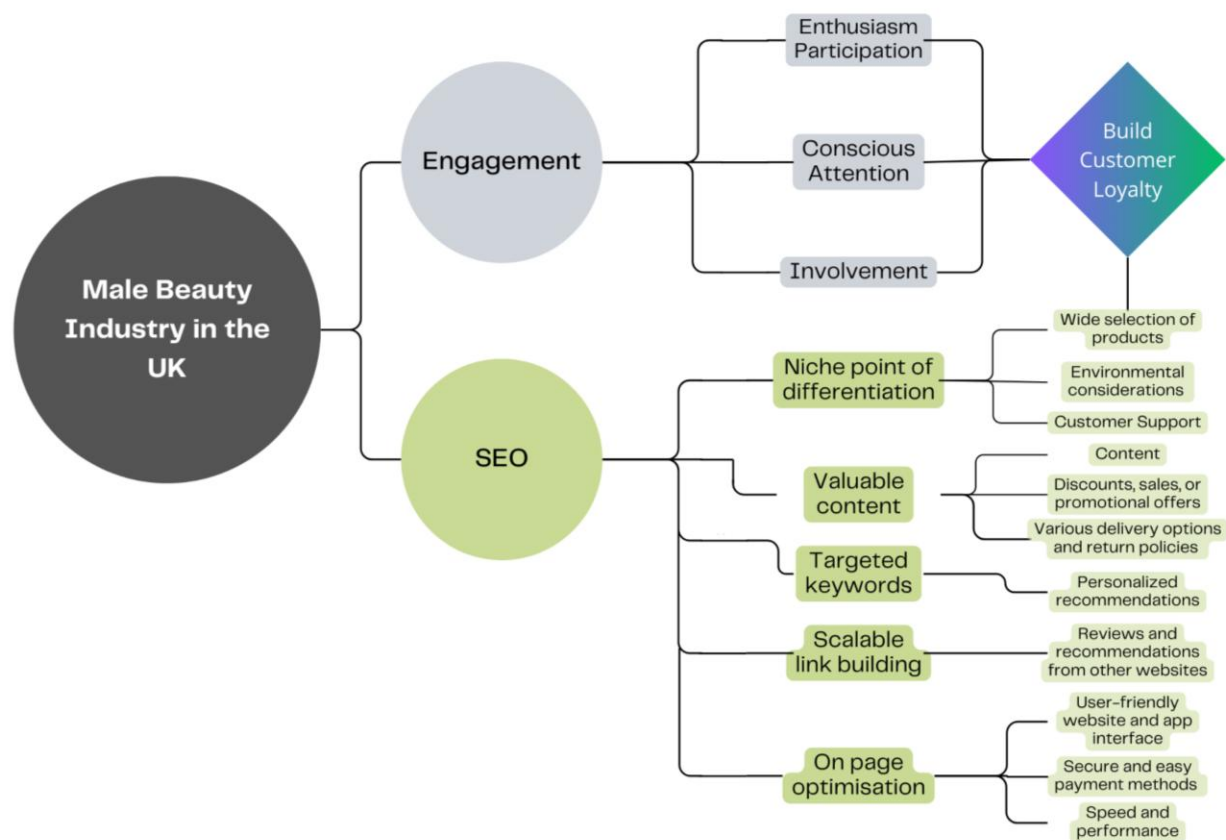 Male Beauty
Industry in the
UK
Engagement
Enthusiasm
Participation
Conscious
Attention
Involvement
Build
Customer
Loyalty
SEO
Niche point of
differentiation
Wide selection of
products
Environmental
considerations
Customer Support
Valuable
content
Content
Discounts, sales, or
promotional offers
Various delivery options
and return policies
Targeted
keywords
Personalized
recommendations
Scalable
link building
Reviews and
recommendations
from other websites
On page
optimisation
User-friendly
website and app
interface
Secure and easy
payment methods
Speed and
performance